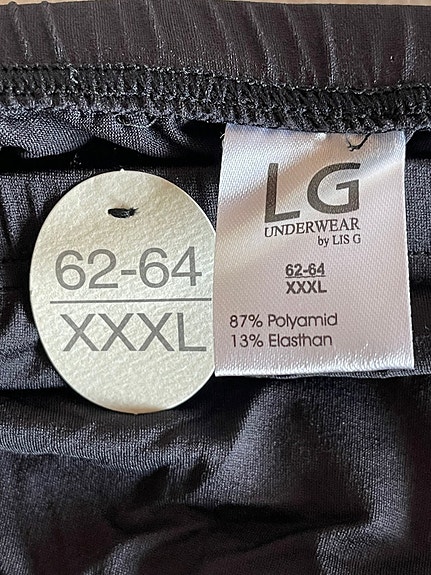 62-64
XXXL
LG
UNDERWEAR
by LIS G
62-64
XXXL
87% Polyamid
13% Elasthan